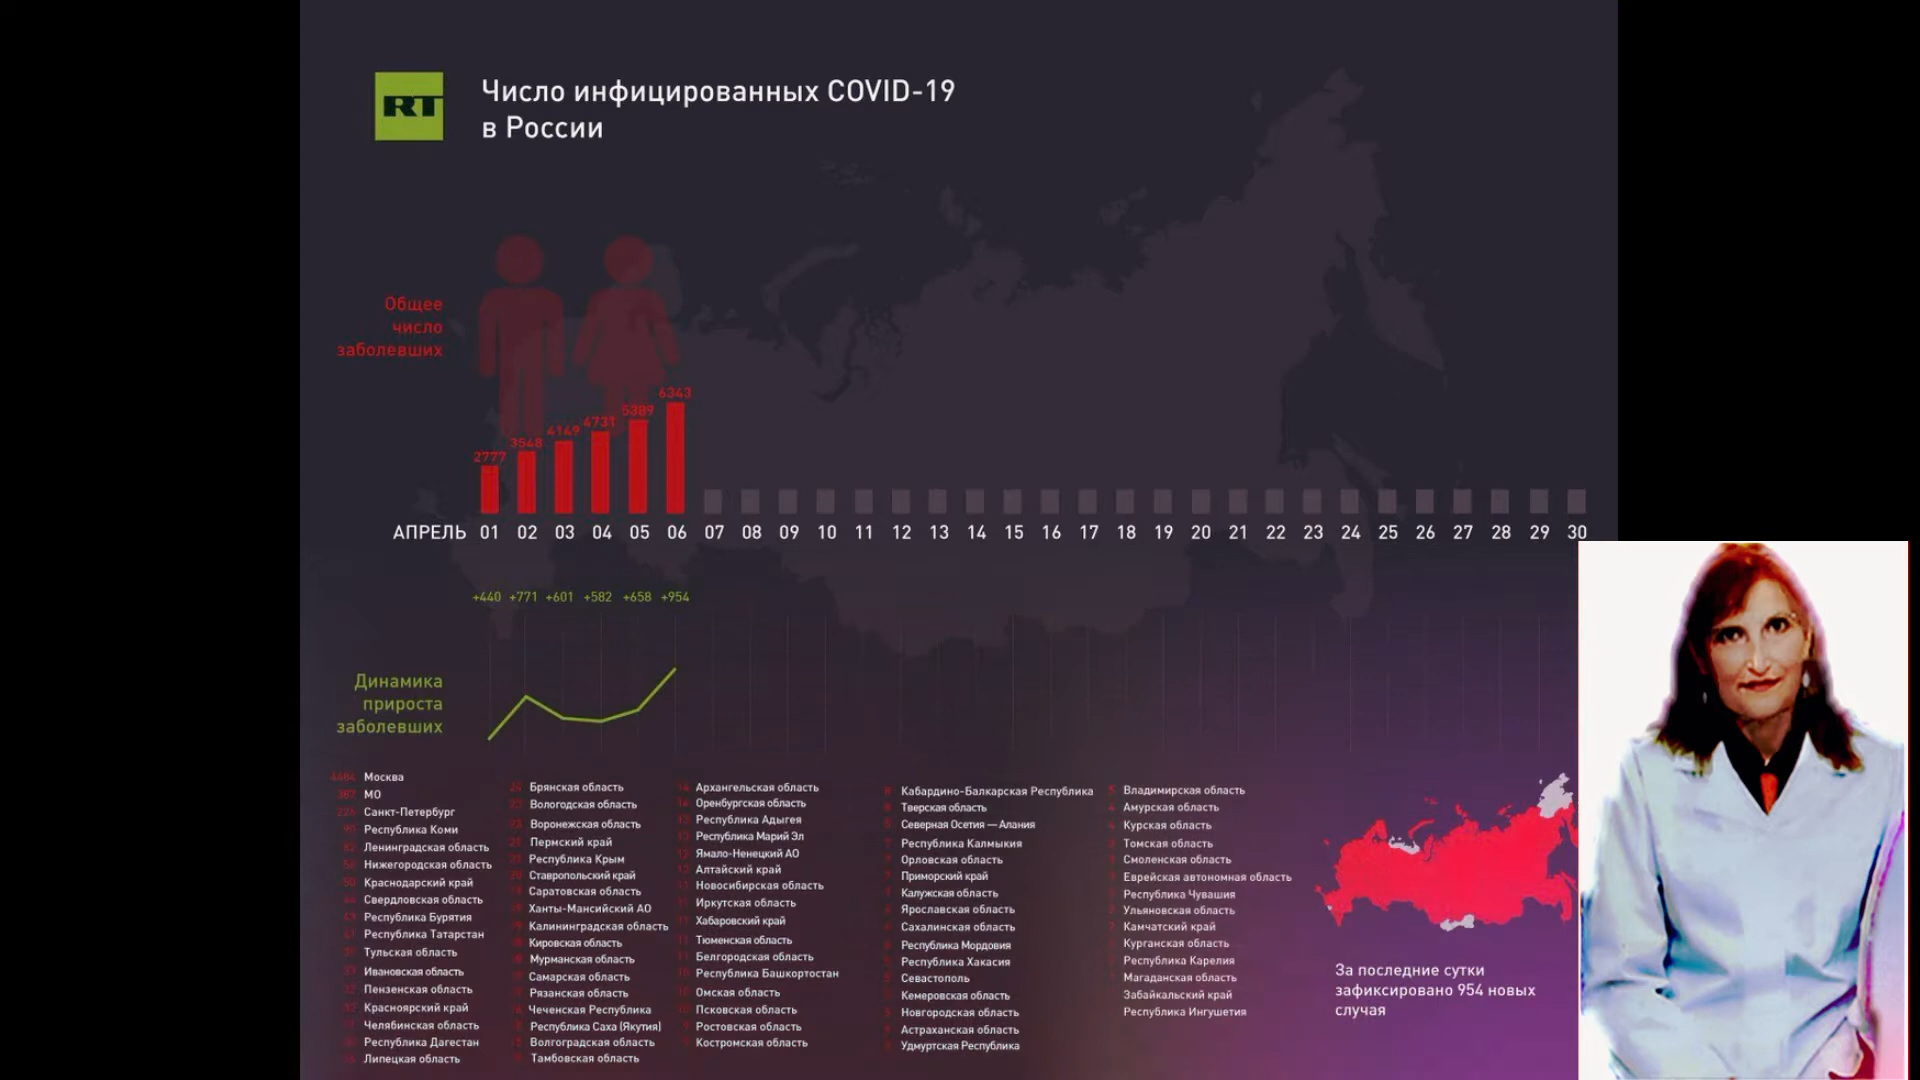 RT
Число инфицированных COVID-19
в России
Общее
число
заболевших
2777
3548
4149
4731
5389
6343
АПРЕЛЬ 01 02 03 04 05 06 07 08 09 10 11 12 13 14 15 16 17 18 19 20 21 22 23 24 25 26 27 28 29 30
+440 +771 +601 +582 +658 +954
Динамика
прироста
заболевших
Москва
МО
Санкт-Петербург
Республика Коми
Ленинградская область
Нижегородская область
Краснодарский край
Свердловская область
Республика Бурятия
Республика Татарстан
Тульская область
Ивановская область
Пензенская область
Красноярский край
Челябинская область
Республика Дагестан
Липецкая область
Брянская область
Вологодская область
Воронежская область
Пермский край
Республика Крым
Ставропольский край
Саратовская область
Ханты-Мансийский АО
Калининградская область
Кировская область
Мурманская область
Самарская область
Рязанская область
Чеченская Республика
Республика Саха (Якутия)
Волгоградская область
Тамбовская область
Архангельская область
Оренбургская область
Республика Адыгея
Республика Марий Эл
Ямало-Ненецкий АО
Алтайский край
Новосибирская область
Иркутская область
Хабаровский край
Тюменская область
Белгородская область
Республика Башкортостан
Омская область
Псковская область
Ростовская область
Костромская область
Кабардино-Балкарская Республика
Тверская область
Северная Осетия — Алания
Республика Калмыкия
Орловская область
Приморский край
Калужская область
Ярославская область
Сахалинская область
Республика Мордовия
Республика Хакасия
Севастополь
Кемеровская область
Новгородская область
Астраханская область
Удмуртская Республика
Владимирская область
Амурская область
Курская область
Томская область
Смоленская область
Еврейская автономная область
Республика Чувашия
Ульяновская область
Камчатский край
Курганская область
Республика Карелия
Магаданская область
Забайкальский край
Республика Ингушетия
За последние сутки
зафиксировано 954 новых
случая